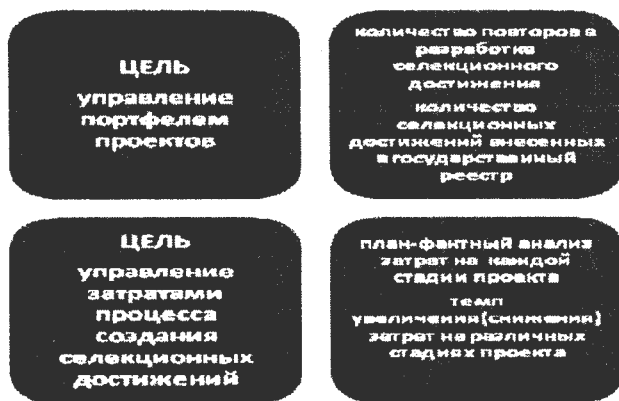 ЦЕЛЬ
управление
портфелем
проектов
количество повторов в
разработке
селекционного
достижения
количество
селекционных
достижений внесенных
в государственный
реестр
ЦЕЛЬ
управление
затратами
процесса
создания
селекционных
достижений
план-фактный анализ
затрат на каждой
стадии проекта
темп
увеличения(снижения)
затрат на различных
стадиях проекта